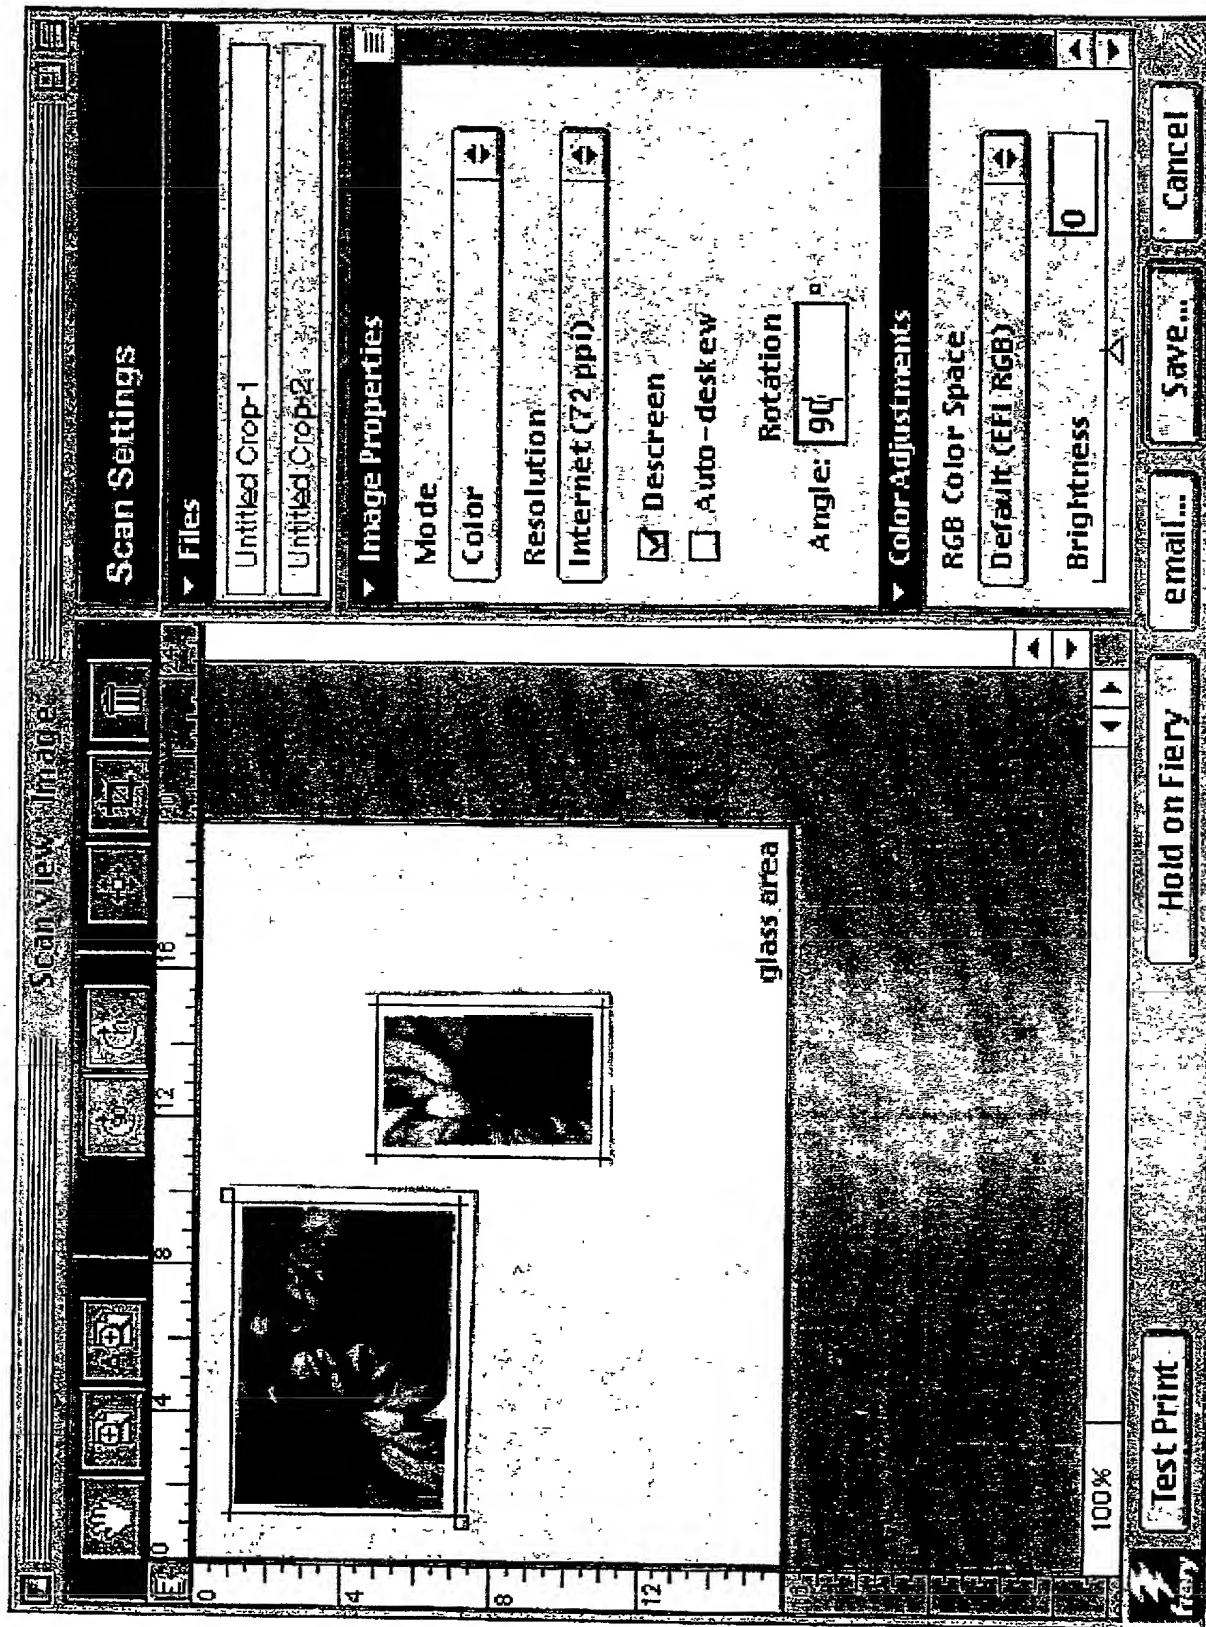 Scan View Image
Scan Settings
Files
Untitled Crop-1
Untitled Crop-2
Image Properties
Mode
Color
Resolution
Internet (72 ppi)
Descreen
Auto-deskew
Rotation
Angle: 90 °
Color Adjustments
RGB Color Space
Default (EFI RGB)
Brightness
0
0 4 8 12 16
0
4
8
12
glass area
100%
Fiery
Test Print
Hold on Fiery
email...
Save...
Cancel